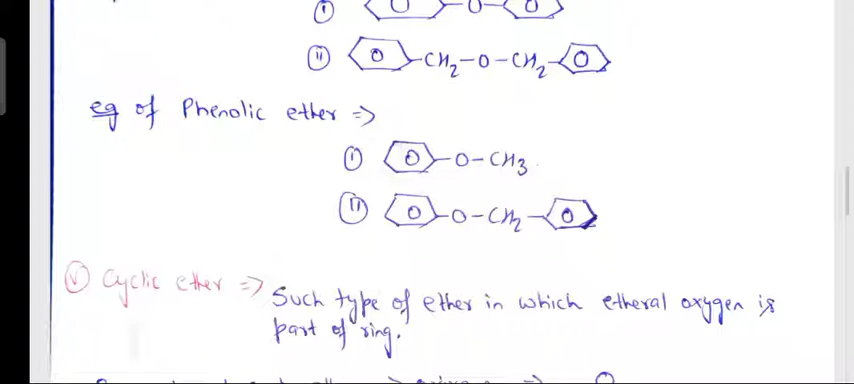 (i) ⌬-O-⌬
(ii) ⌬-CH2-O-CH2-⌬
eg of Phenolic ether =>
(i) ⌬-O-CH3
(ii) ⌬-O-CH2-⌬
(v) Cyclic ether => Such type of ether in which etheral oxygen is
part of ring.